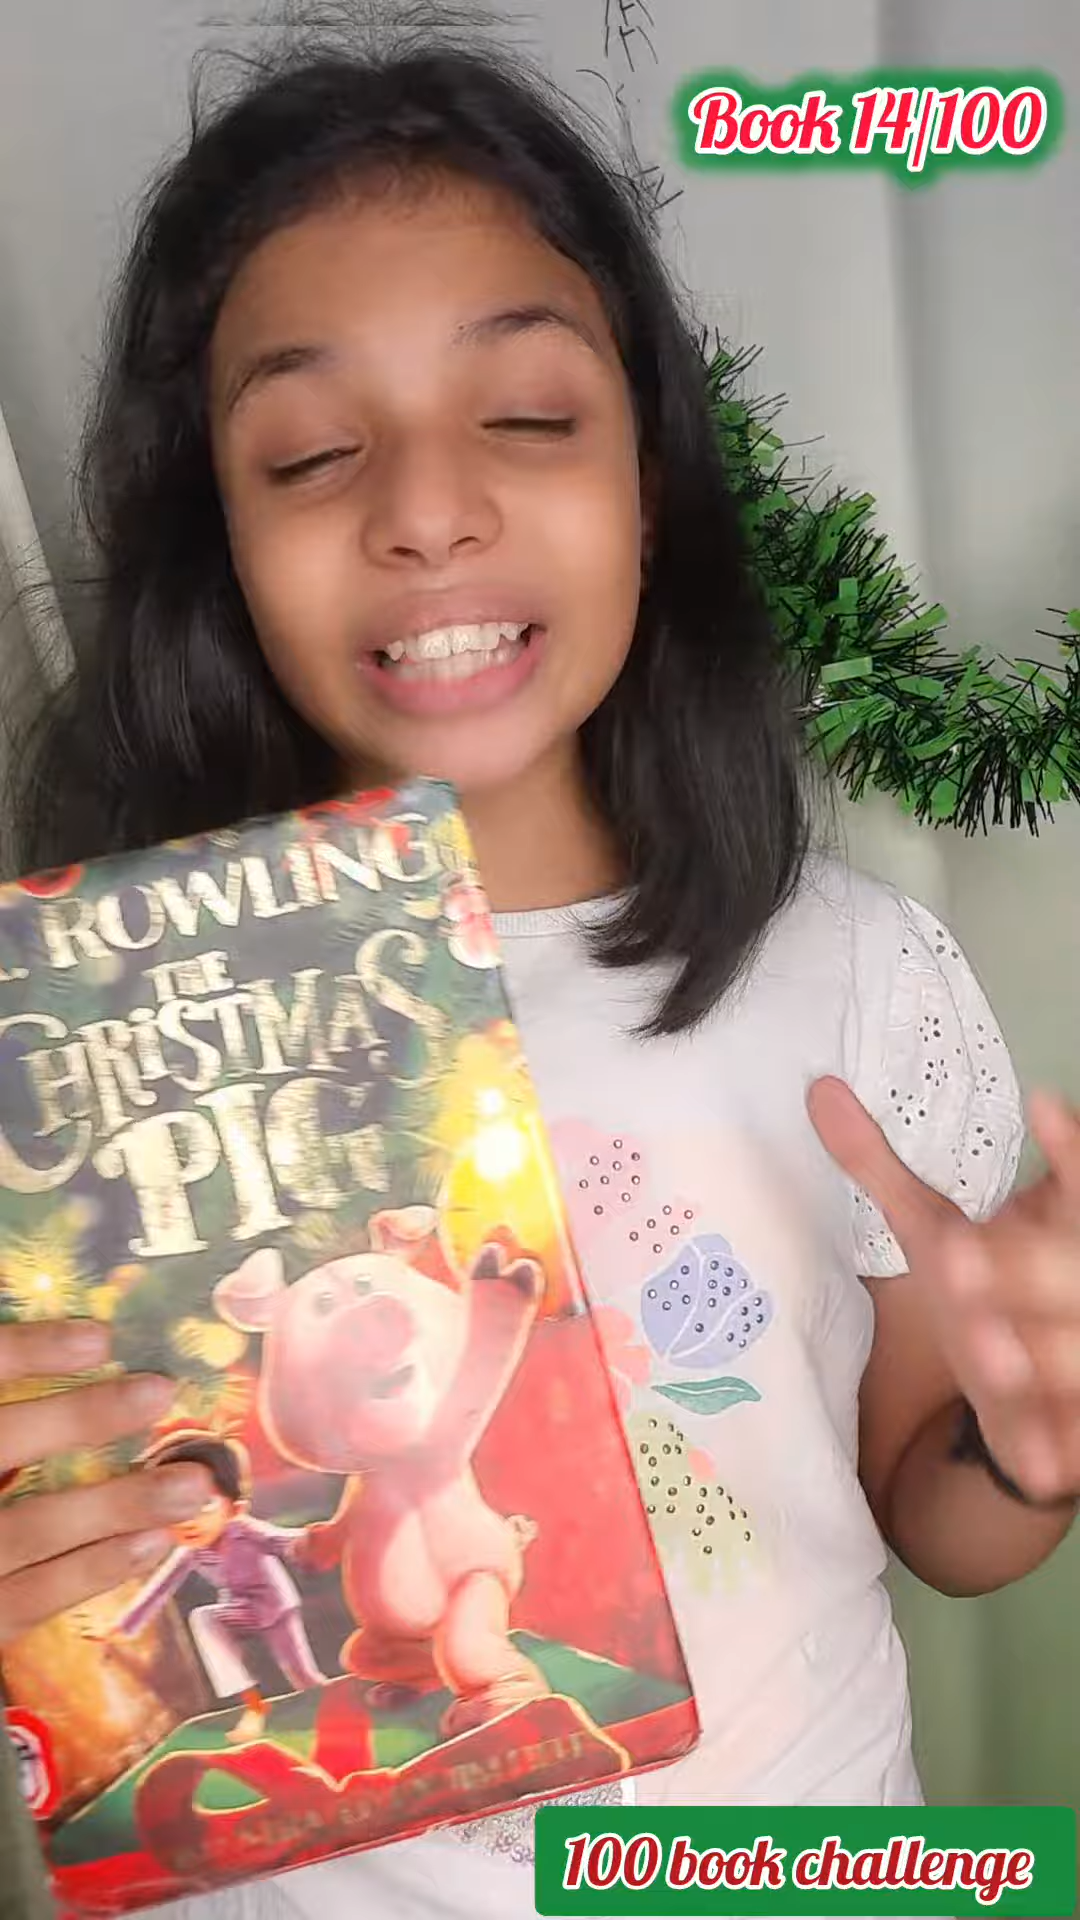 Book 14/100
ROWLING
THE
CHRISTMAS
PIG
100 book challenge